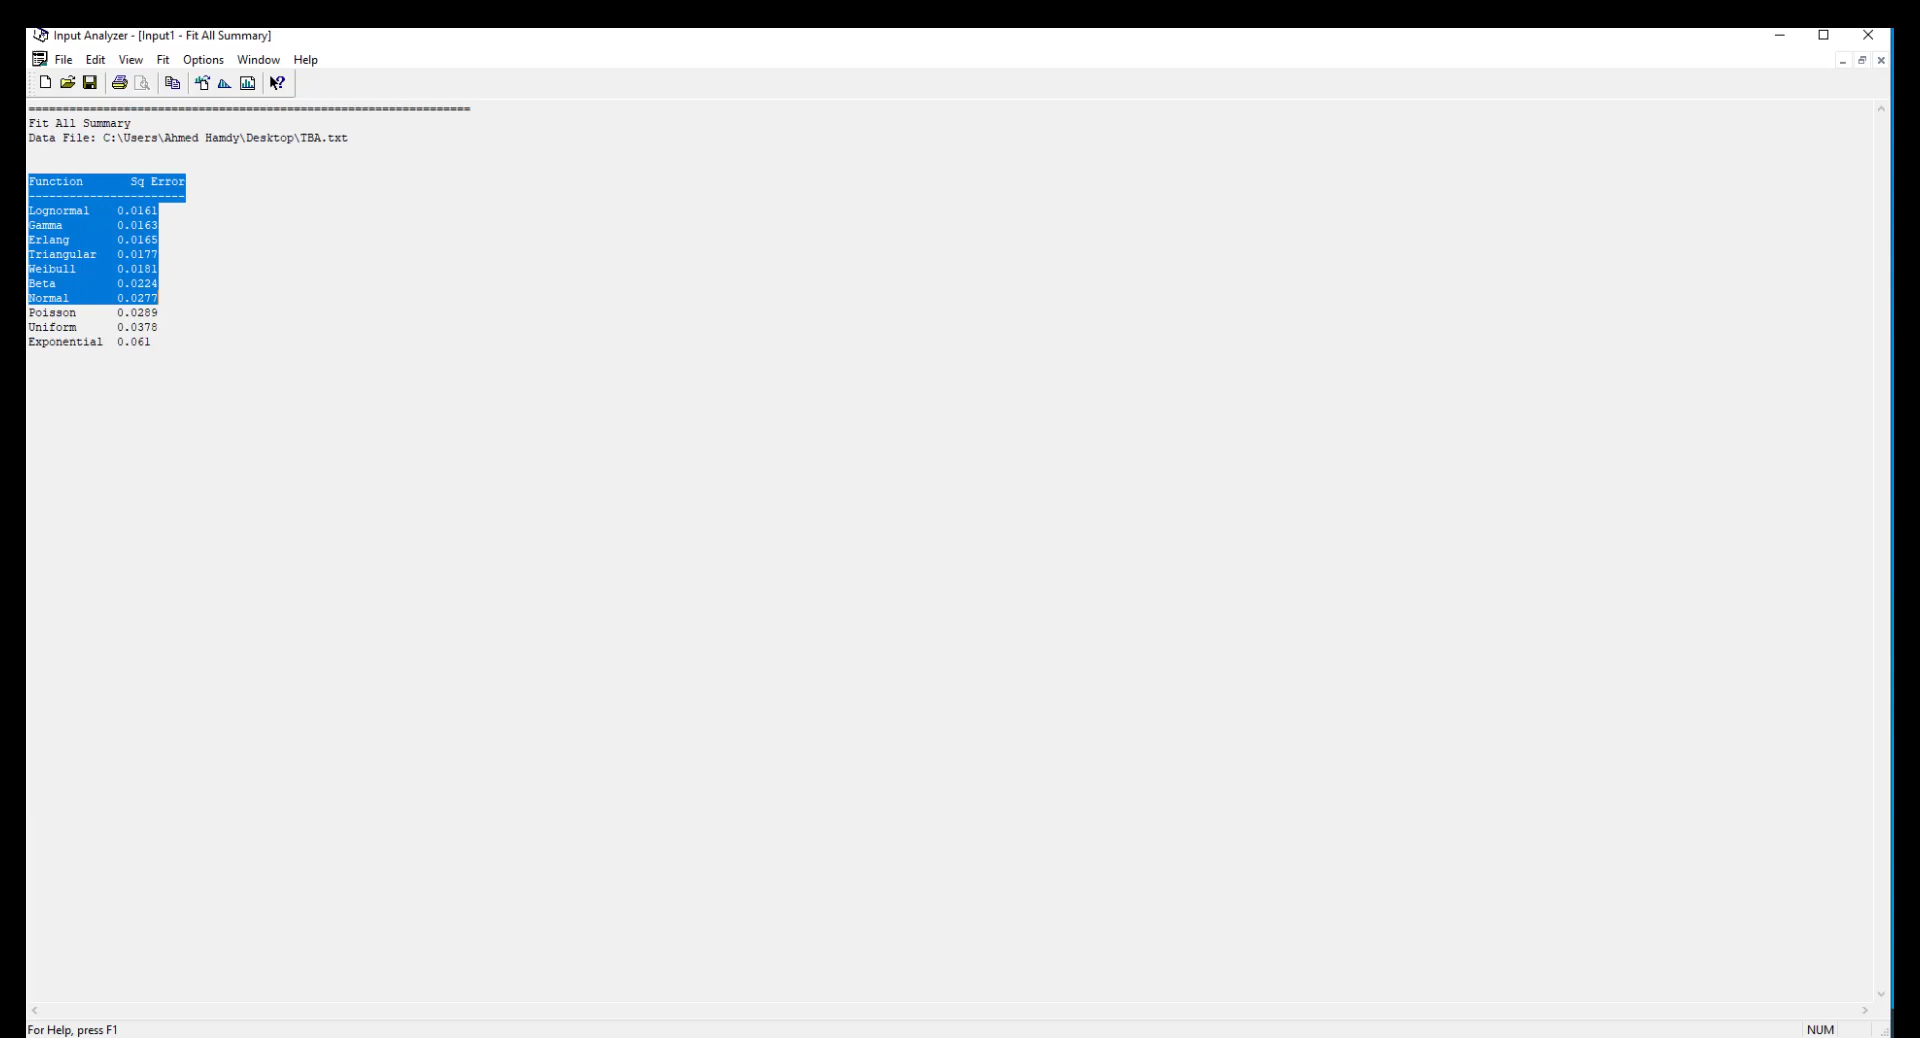 Input Analyzer - [Input1 - Fit All Summary]
File Edit View Fit Options Window Help
====================================================================
Fit All Summary
Data File: C:\Users\Ahmed Hamdy\Desktop\TBA.txt
Function Sq Error
-----------------------
Lognormal 0.0161
Gamma 0.0163
Erlang 0.0165
Triangular 0.0177
Weibull 0.0181
Beta 0.0224
Normal 0.0277
Poisson 0.0289
Uniform 0.0378
Exponential 0.061
For Help, press F1
NUM